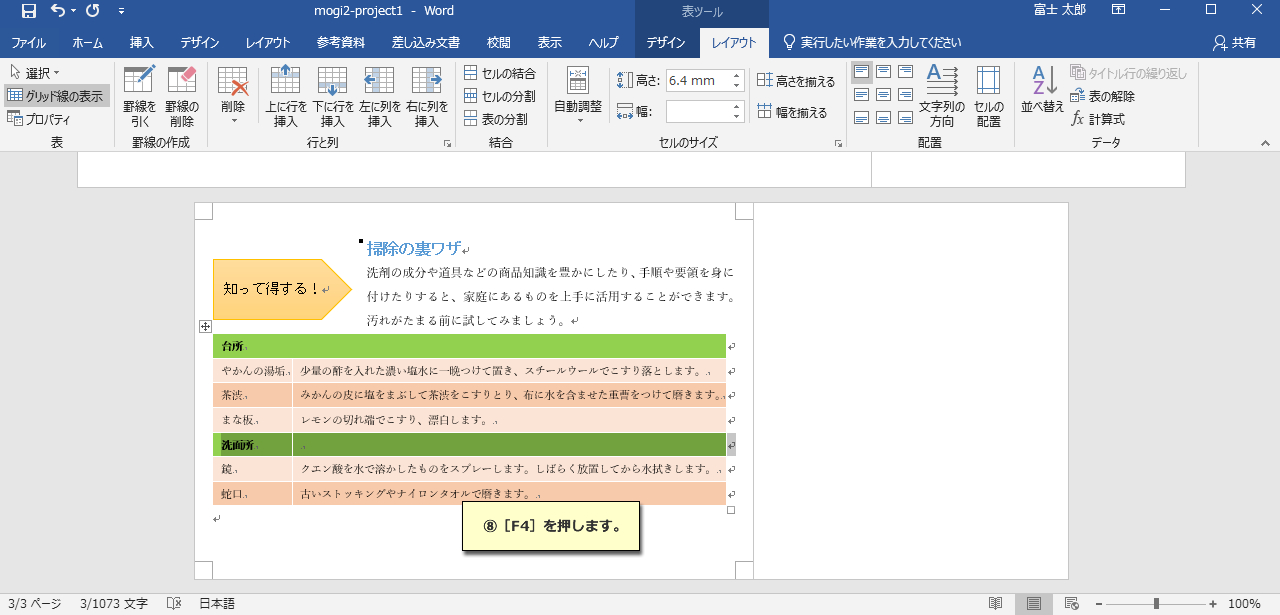 mogi2-project1 - Word
表ツール
富士 太郎
ファイル ホーム 挿入 デザイン レイアウト 参考資料 差し込み文書 校閲 表示 ヘルプ デザイン レイアウト 実行したい作業を入力してください 共有
選択
グリッド線の表示
プロパティ
表
罫線を引く
罫線の削除
罫線の作成
削除
上に行を挿入
下に行を挿入
左に列を挿入
右に列を挿入
行と列
セルの結合
セルの分割
表の分割
結合
自動調整
高さ: 6.4 mm
幅:
高さを揃える
幅を揃える
セルのサイズ
文字列の方向
セルの配置
配置
並べ替え
タイトル行の繰り返し
表の解除
fx 計算式
データ
掃除の裏ワザ
知って得する！
洗剤の成分や道具などの商品知識を豊かにしたり、手順や要領を身に
付けたりすると、家庭にあるものを上手に活用することができます。
汚れがたまる前に試してみましょう。
台所
やかんの湯垢 少量の酢を入れた濃い塩水に一晩つけて置き、スチールウールでこすり落とします。
茶渋 みかんの皮に塩をまぶして茶渋をこすりとり、布に水を含ませた重曹をつけて磨きます。
まな板 レモンの切れ端でこすり、漂白します。
洗面所
鏡 クエン酸を水で溶かしたものをスプレーします。しばらく放置してから水拭きします。
蛇口 古いストッキングやナイロンタオルで磨きます。
⑧［F4］を押します。
3/3 ページ 3/1073 文字 日本語 100%